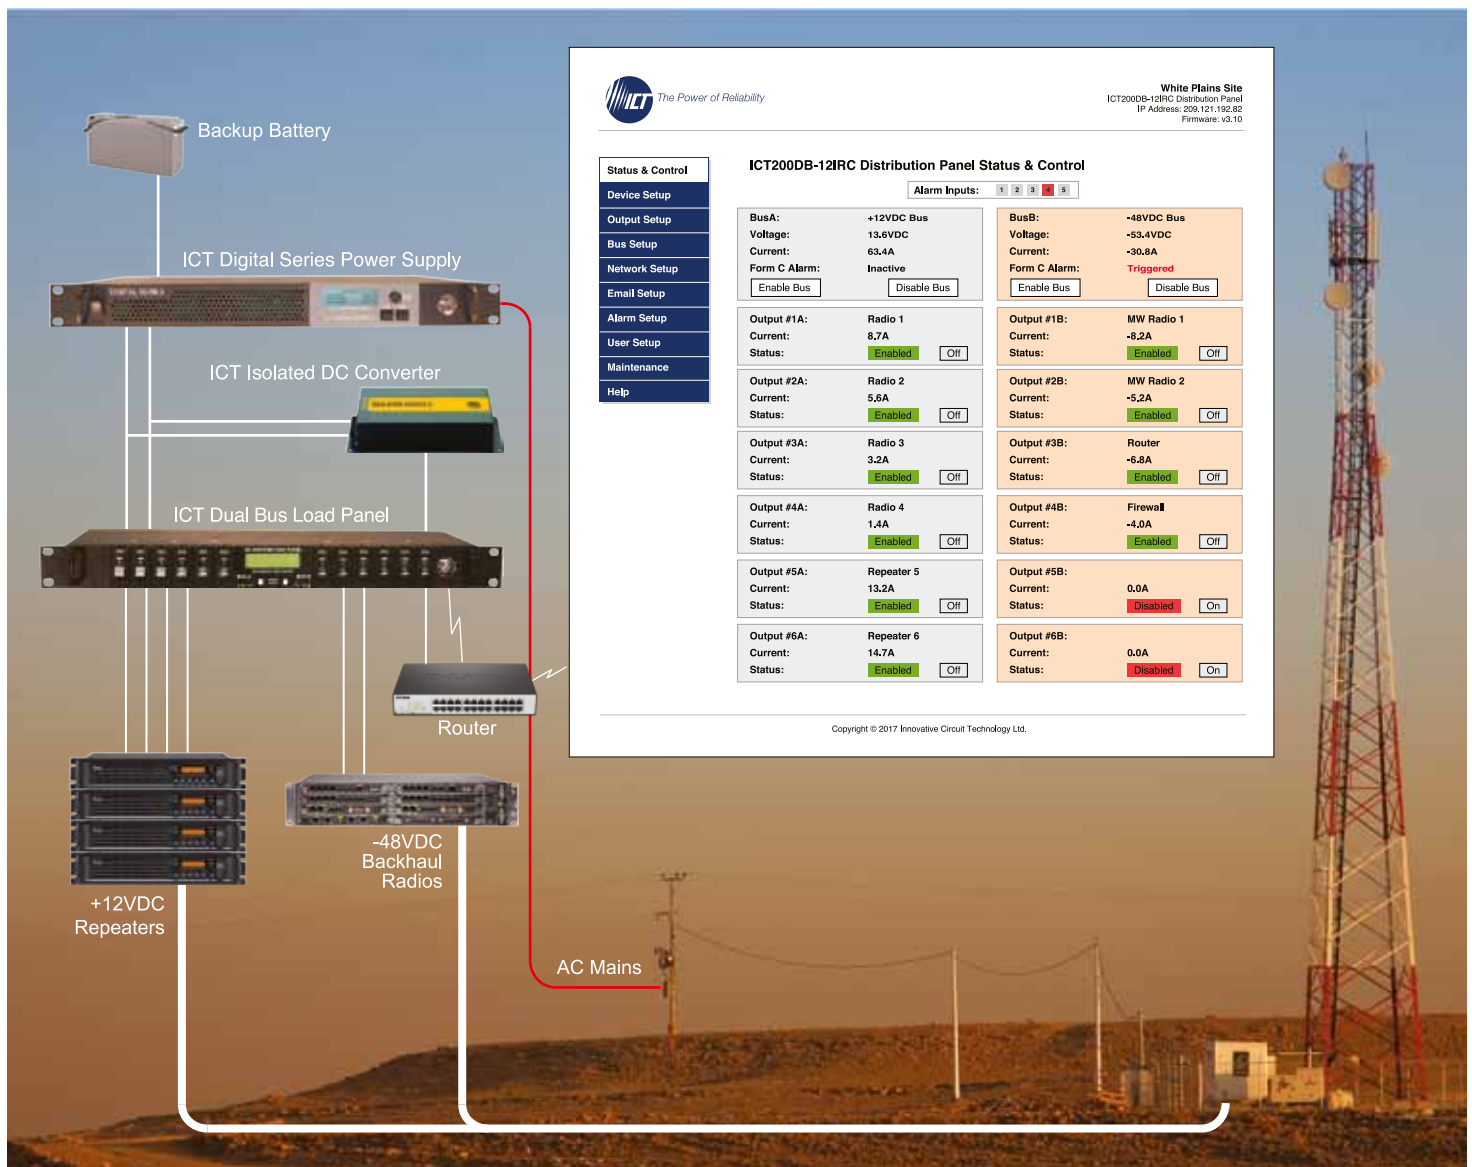 Backup Battery
ICT Digital Series Power Supply
ICT Isolated DC Converter
ICT Dual Bus Load Panel
Router
-48VDC
Backhaul
Radios
+12VDC
Repeaters
AC Mains
ICT The Power of Reliability
White Plains Site
ICT200DB-12IRC Distribution Panel
IP Address: 209.121.192.82
Firmware: v3.10
Status & Control
Device Setup
Output Setup
Bus Setup
Network Setup
Email Setup
Alarm Setup
User Setup
Maintenance
Help
ICT200DB-12IRC Distribution Panel Status & Control
Alarm Inputs: 1 2 3 4 5
BusA: +12VDC Bus
Voltage: 13.6VDC
Current: 63.4A
Form C Alarm: Inactive
Enable Bus Disable Bus
BusB: -48VDC Bus
Voltage: -53.4VDC
Current: -30.8A
Form C Alarm: Triggered
Enable Bus Disable Bus
Output #1A: Radio 1
Current: 8.7A
Status: Enabled Off
Output #1B: MW Radio 1
Current: -8.2A
Status: Enabled Off
Output #2A: Radio 2
Current: 5.6A
Status: Enabled Off
Output #2B: MW Radio 2
Current: -5.2A
Status: Enabled Off
Output #3A: Radio 3
Current: 3.2A
Status: Enabled Off
Output #3B: Router
Current: -6.8A
Status: Enabled Off
Output #4A: Radio 4
Current: 1.4A
Status: Enabled Off
Output #4B: Firewall
Current: -4.0A
Status: Enabled Off
Output #5A: Repeater 5
Current: 13.2A
Status: Enabled Off
Output #5B:
Current: 0.0A
Status: Disabled On
Output #6A: Repeater 6
Current: 14.7A
Status: Enabled Off
Output #6B:
Current: 0.0A
Status: Disabled On
Copyright © 2017 Innovative Circuit Technology Ltd.